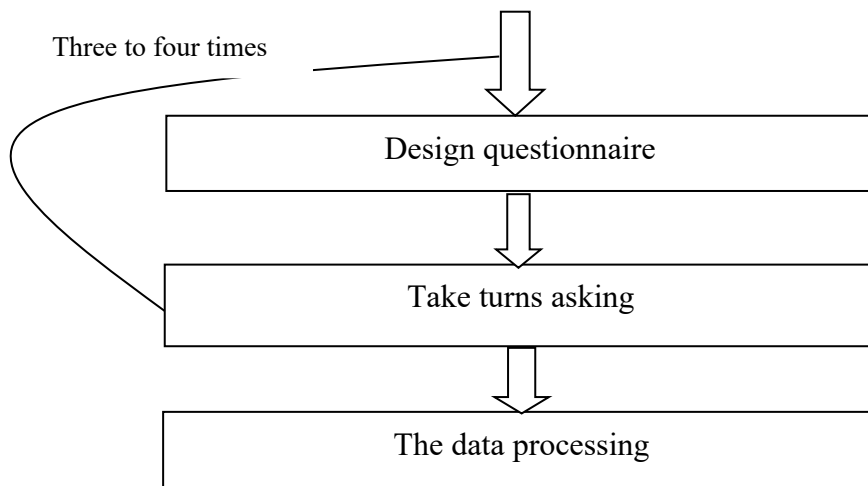 Three to four times
Design questionnaire
Take turns asking
The data processing